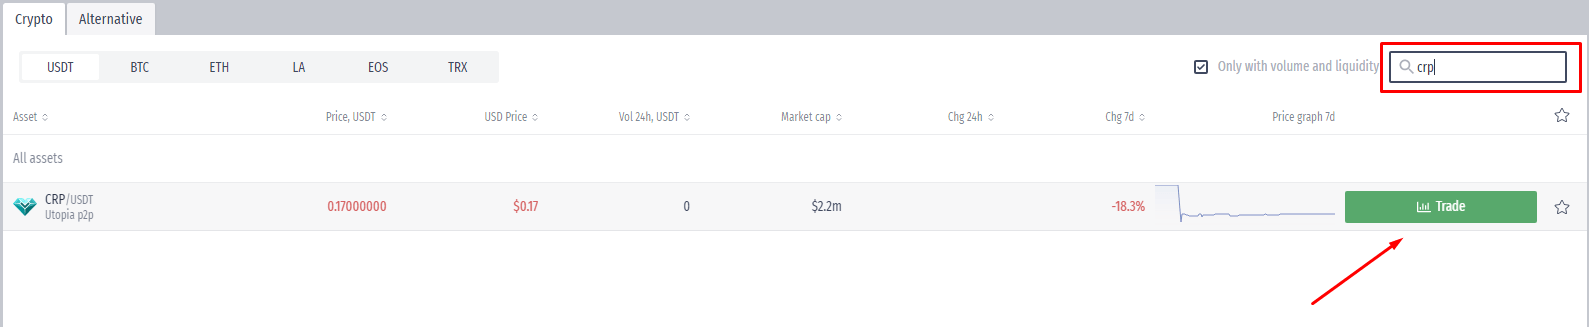 Crypto Alternative
USDT BTC ETH LA EOS TRX Only with volume and liquidity crp
Asset Price, USDT USD Price Vol 24h, USDT Market cap Chg 24h Chg 7d Price graph 7d
All assets
CRP/USDT 0.17000000 $0.17 0 $2.2m -18.3% Trade
Utopia p2p